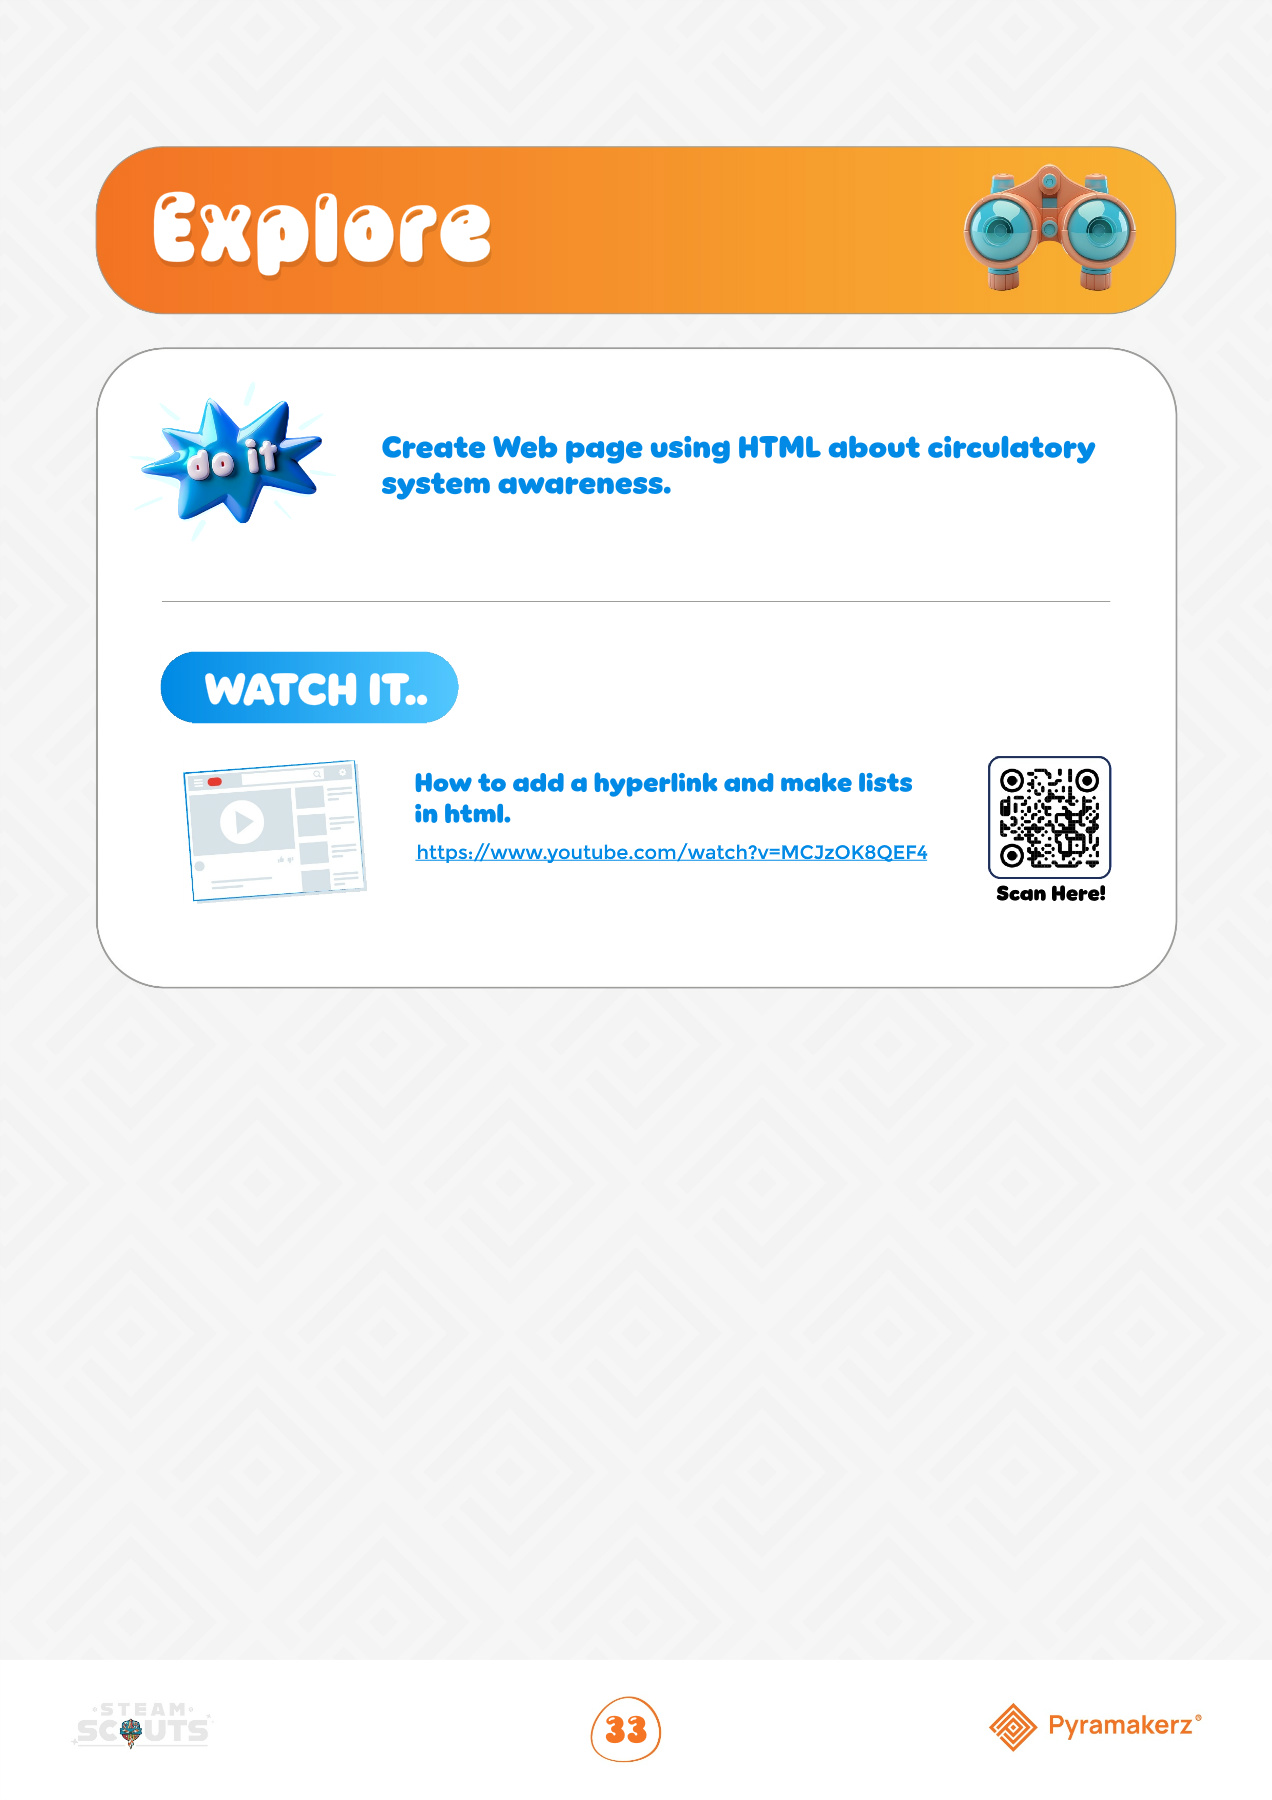 Explore
do it
Create Web page using HTML about circulatory
system awareness.
WATCH IT..
How to add a hyperlink and make lists
in html.
https://www.youtube.com/watch?v=MCJzOK8QEF4
Scan Here!
STEAM
SCOUTS
33
Pyramakerz®